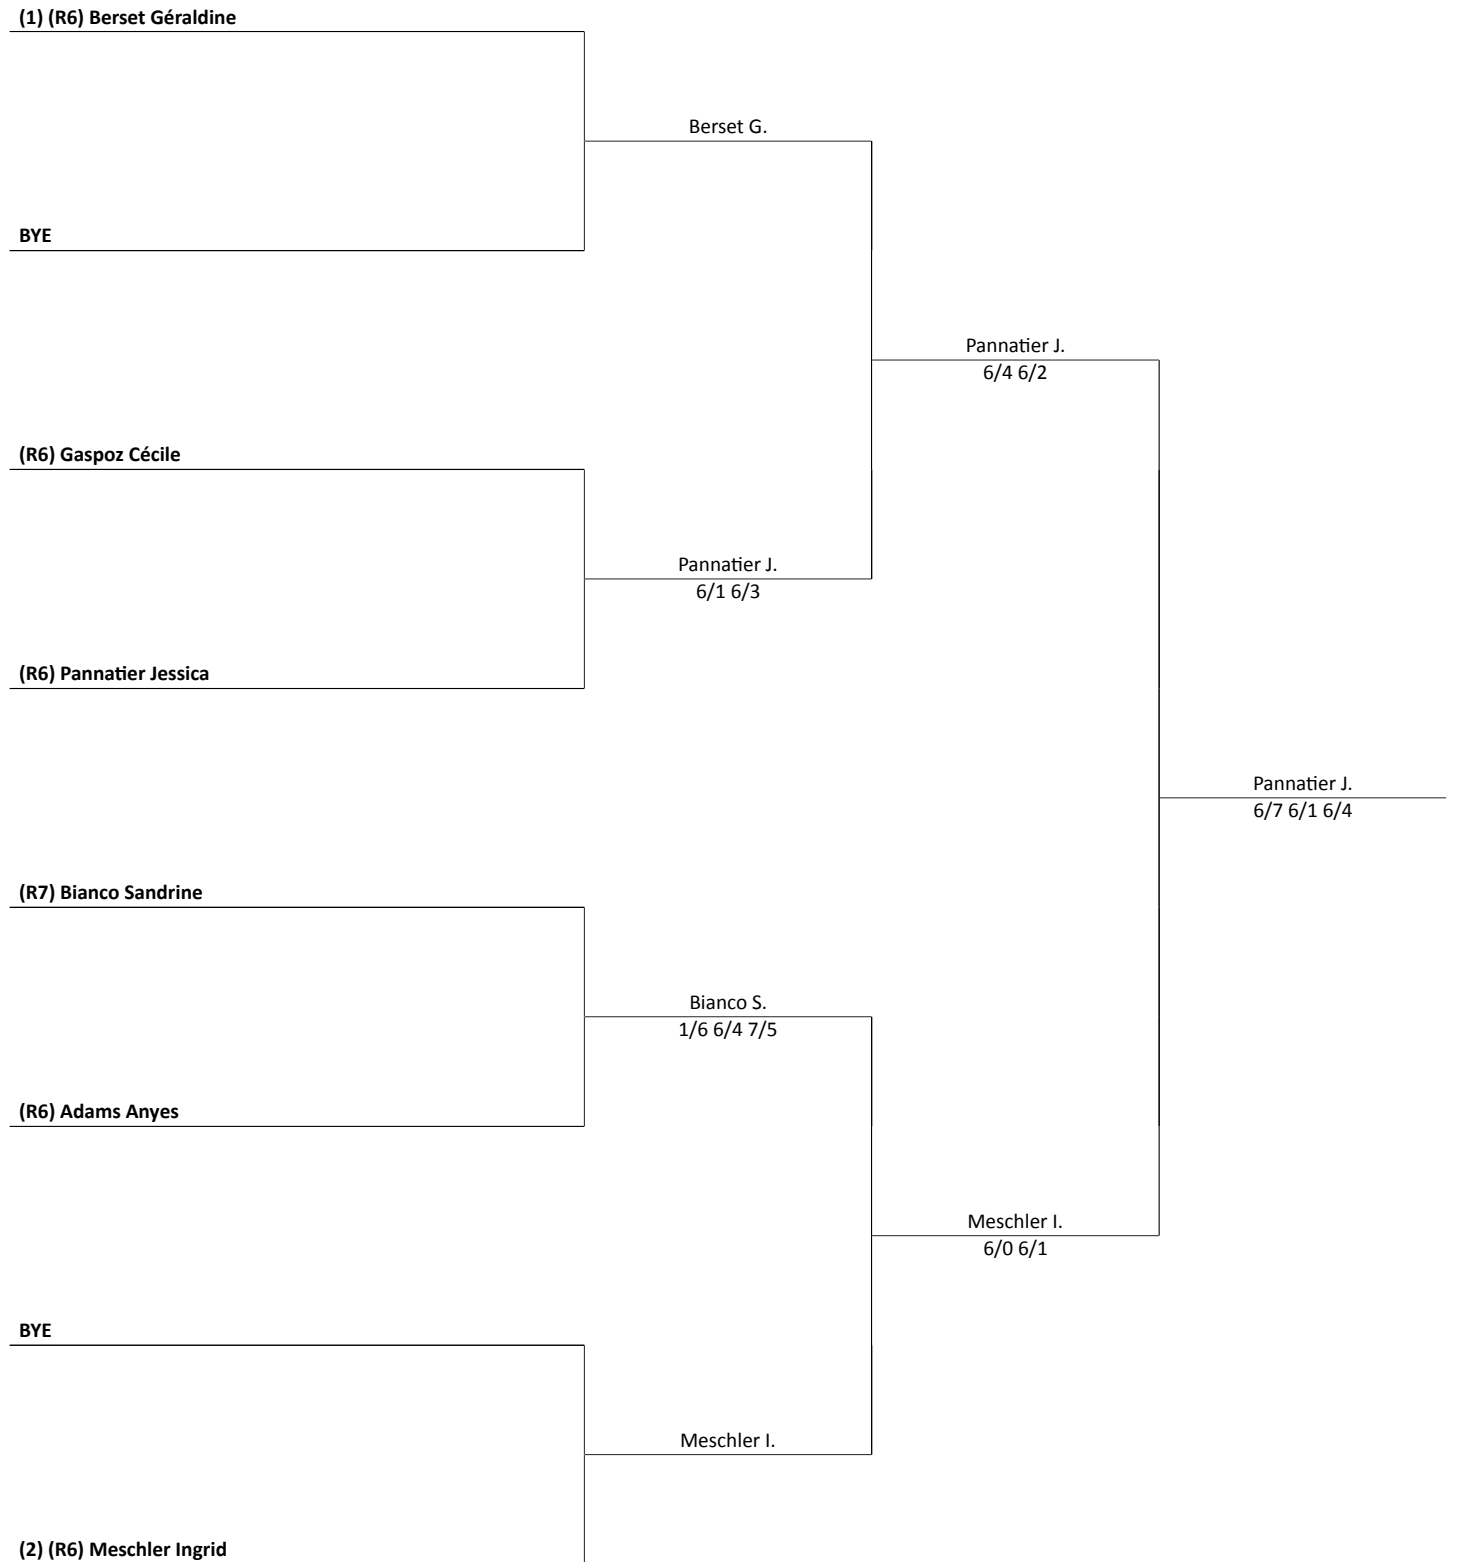 (1) (R6) Berset Géraldine
Berset G.
BYE
Pannatier J.
6/4 6/2
(R6) Gaspoz Cécile
Pannatier J.
6/1 6/3
(R6) Pannatier Jessica
Pannatier J.
6/7 6/1 6/4
(R7) Bianco Sandrine
Bianco S.
1/6 6/4 7/5
(R6) Adams Anyes
Meschler I.
6/0 6/1
BYE
Meschler I.
(2) (R6) Meschler Ingrid